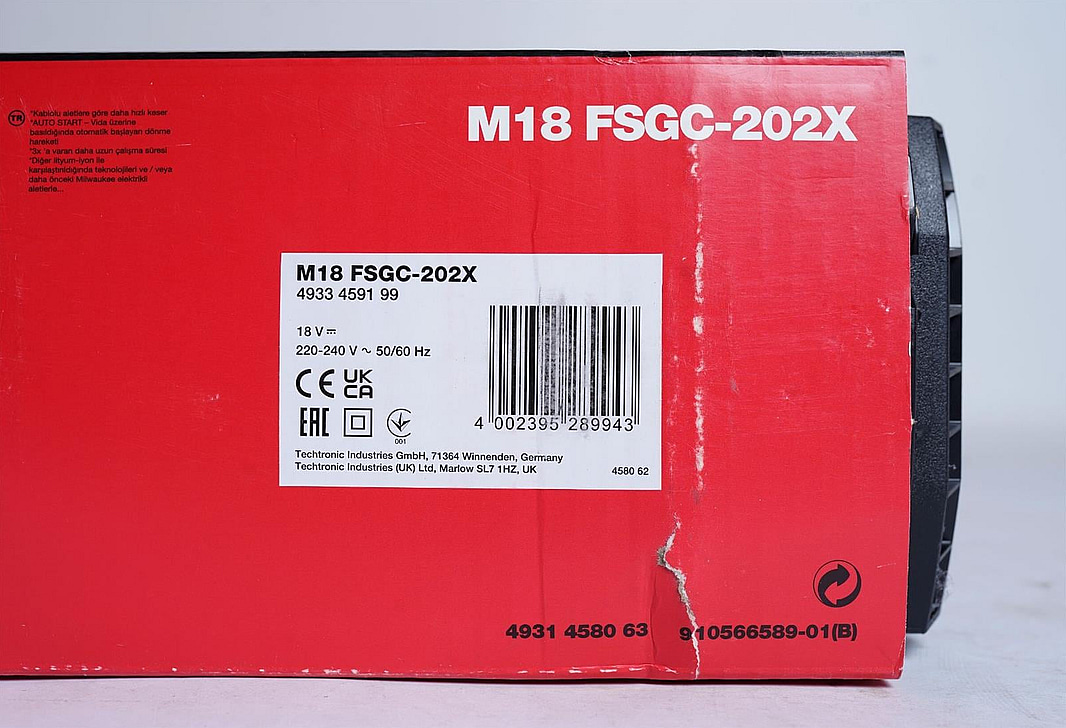 TR
*Kablolu aletlere göre daha hızlı keser
*AUTO START – Vida üzerine
basıldığında otomatik başlayan dönme
hareketi
*3x 'a varan daha uzun çalışma süresi
*Diğer lityum-iyon ile
karşılaştırıldığında teknolojileri ve / veya
daha önceki Milwaukee elektrikli
aletlerle...
M18 FSGC-202X
M18 FSGC-202X
4933 4591 99
18 V
220-240 V ~ 50/60 Hz
CE UK CA
EAC
001
4 002395 289943
Techtronic Industries GmbH, 71364 Winnenden, Germany
Techtronic Industries (UK) Ltd, Marlow SL7 1HZ, UK
4580 62
4931 4580 63
910566589-01(B)